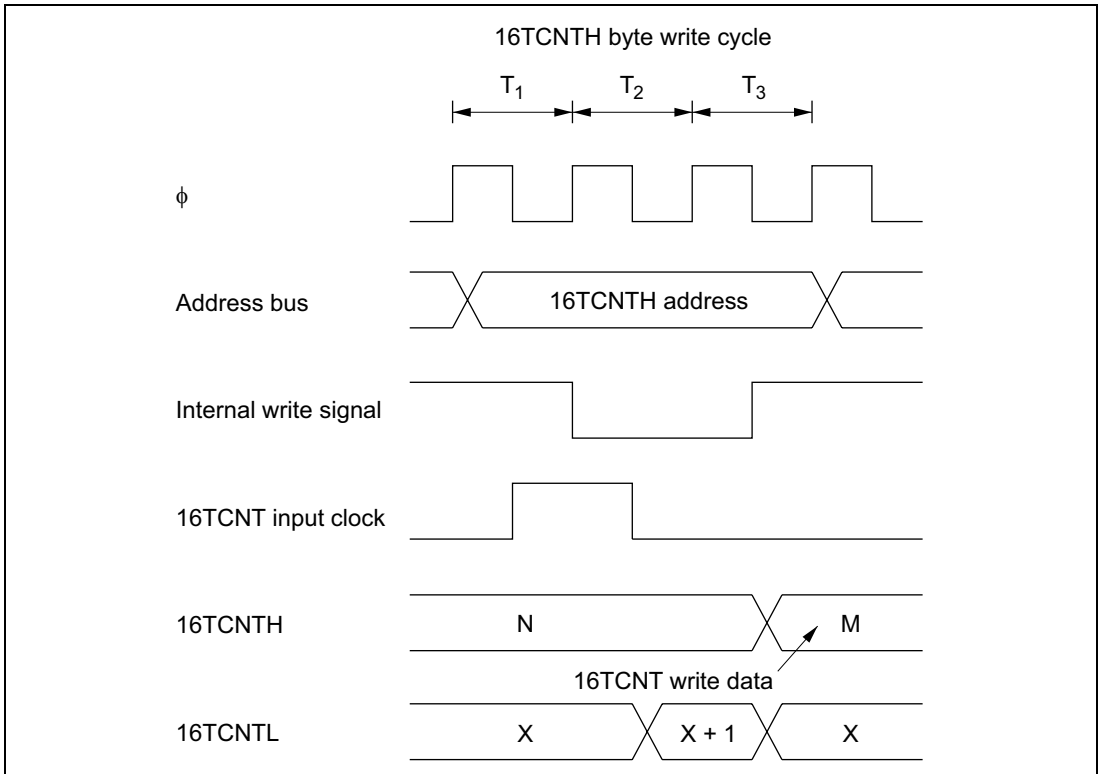 16TCNTH byte write cycle
T1 T2 T3
φ
Address bus 16TCNTH address
Internal write signal
16TCNT input clock
16TCNTH N M
16TCNT write data
16TCNTL X X + 1 X